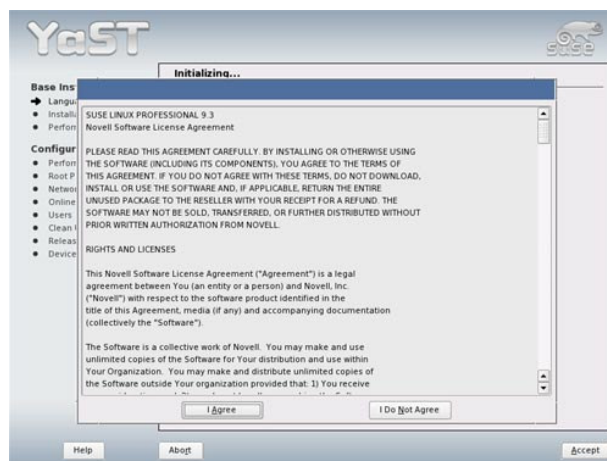 YaST
SUSE
Initializing...
Base Ins
Langu
Install
Perfor
Configur
Perfor
Root P
Netwo
Online
Users
Clean
Releas
Device
SUSE LINUX PROFESSIONAL 9.3
Novell Software License Agreement
PLEASE READ THIS AGREEMENT CAREFULLY. BY INSTALLING OR OTHERWISE USING
THE SOFTWARE (INCLUDING ITS COMPONENTS), YOU AGREE TO THE TERMS OF
THIS AGREEMENT. IF YOU DO NOT AGREE WITH THESE TERMS, DO NOT DOWNLOAD,
INSTALL OR USE THE SOFTWARE AND, IF APPLICABLE, RETURN THE ENTIRE
UNUSED PACKAGE TO THE RESELLER WITH YOUR RECEIPT FOR A REFUND. THE
SOFTWARE MAY NOT BE SOLD, TRANSFERRED, OR FURTHER DISTRIBUTED WITHOUT
PRIOR WRITTEN AUTHORIZATION FROM NOVELL.
RIGHTS AND LICENSES
This Novell Software License Agreement ("Agreement") is a legal
agreement between You (an entity or a person) and Novell, Inc.
("Novell") with respect to the software product identified in the
title of this Agreement, media (if any) and accompanying documentation
(collectively the "Software").
The Software is a collective work of Novell. You may make and use
unlimited copies of the Software for Your distribution and use within
Your Organization. You may make and distribute unlimited copies of
the Software outside Your organization provided that: 1) You receive
I Agree
I Do Not Agree
Help
Abort
Accept